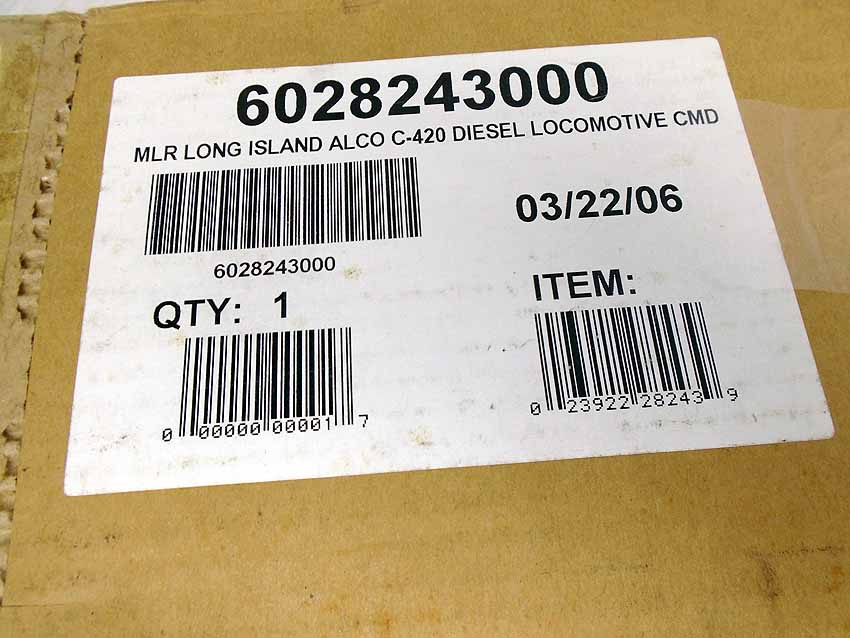 6028243000
MLR LONG ISLAND ALCO C-420 DIESEL LOCOMOTIVE CMD
03/22/06
6028243000
QTY: 1
ITEM:
0 00000 00001 7
0 23922 28243 9